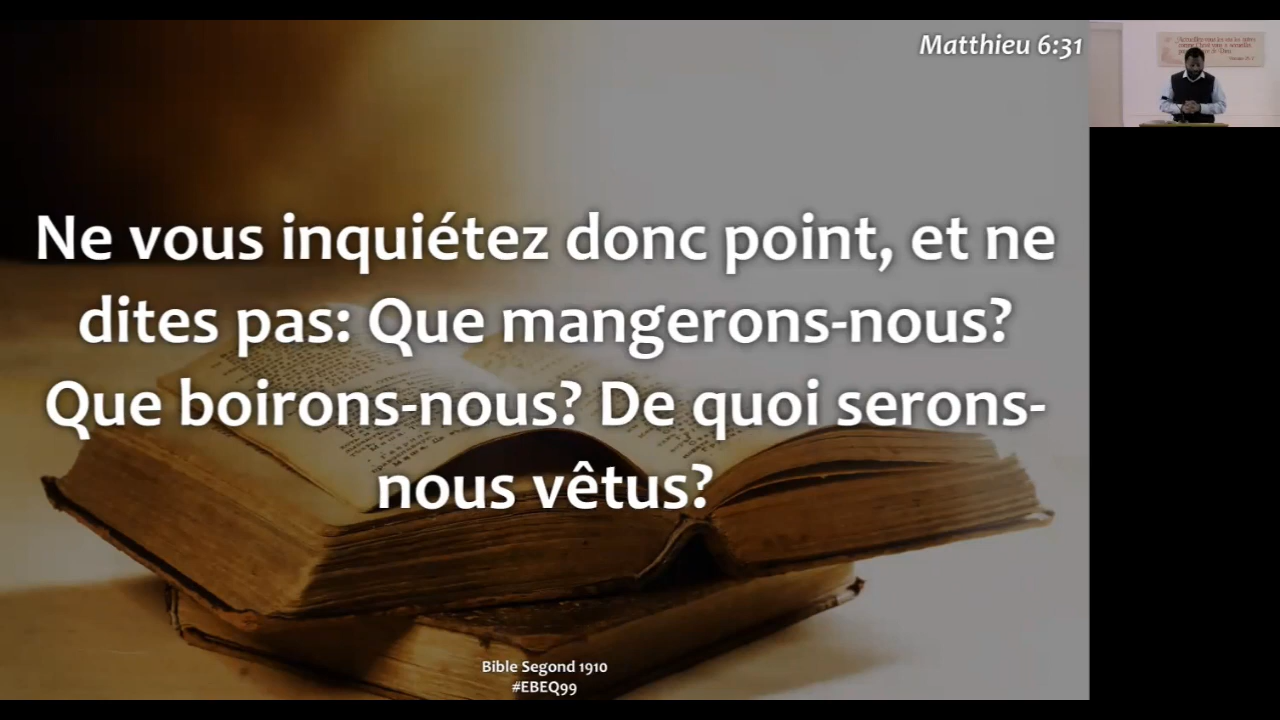 Matthieu 6:31
Ne vous inquiétez donc point, et ne
dites pas: Que mangerons-nous?
Que boirons-nous? De quoi serons-
nous vêtus?
Bible Segond 1910
#EBEQ99